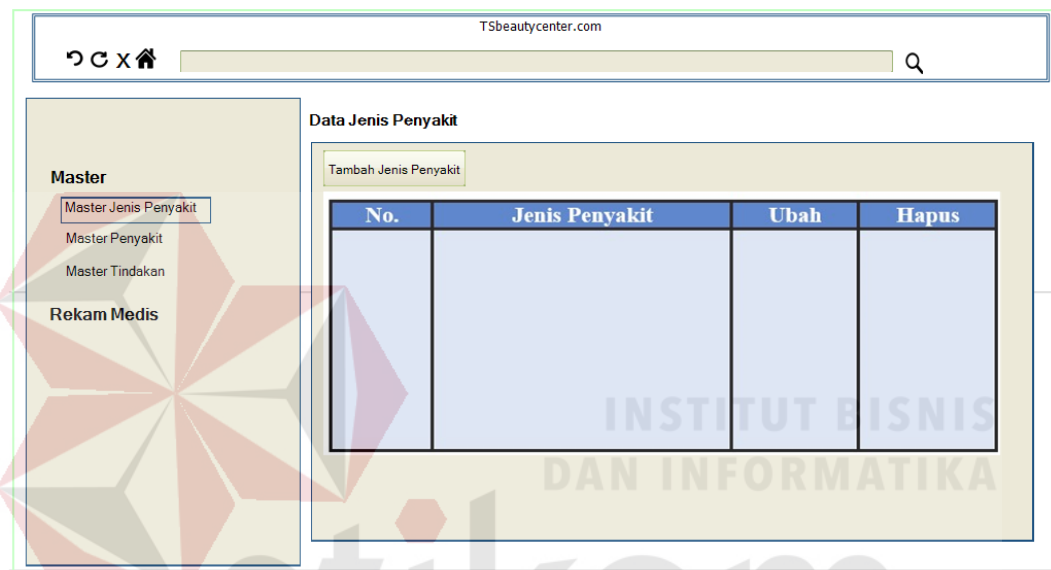 TSbeautycenter.com
X
Data Jenis Penyakit
Master
Tambah Jenis Penyakit
Master Jenis Penyakit
Master Penyakit
Master Tindakan
Rekam Medis
No. Jenis Penyakit Ubah Hapus
INSTITUT BISNIS
DAN INFORMATIKA